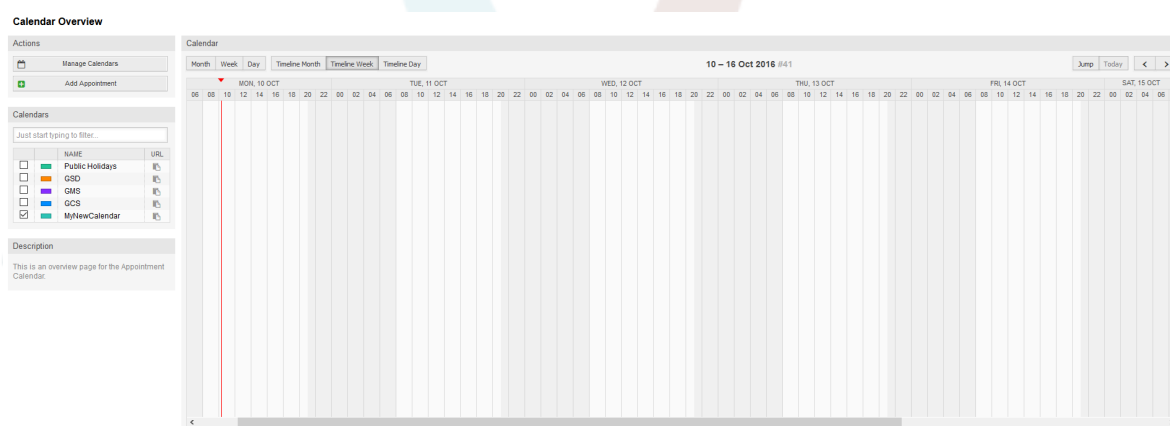 Calendar Overview
Actions
Manage Calendars
Add Appointment
Calendars
Just start typing to filter...
NAME URL
Public Holidays
GSD
GMS
GCS
MyNewCalendar
Description
This is an overview page for the Appointment
Calendar.
Calendar
Month Week Day Timeline Month Timeline Week Timeline Day 10 – 16 Oct 2016 #41 Jump Today < >
MON, 10 OCT TUE, 11 OCT WED, 12 OCT THU, 13 OCT FRI, 14 OCT SAT, 15 OCT
06 08 10 12 14 16 18 20 22 00 02 04 06 08 10 12 14 16 18 20 22 00 02 04 06 08 10 12 14 16 18 20 22 00 02 04 06 08 10 12 14 16 18 20 22 00 02 04 06 08 10 12 14 16 18 20 22 00 02 04 06